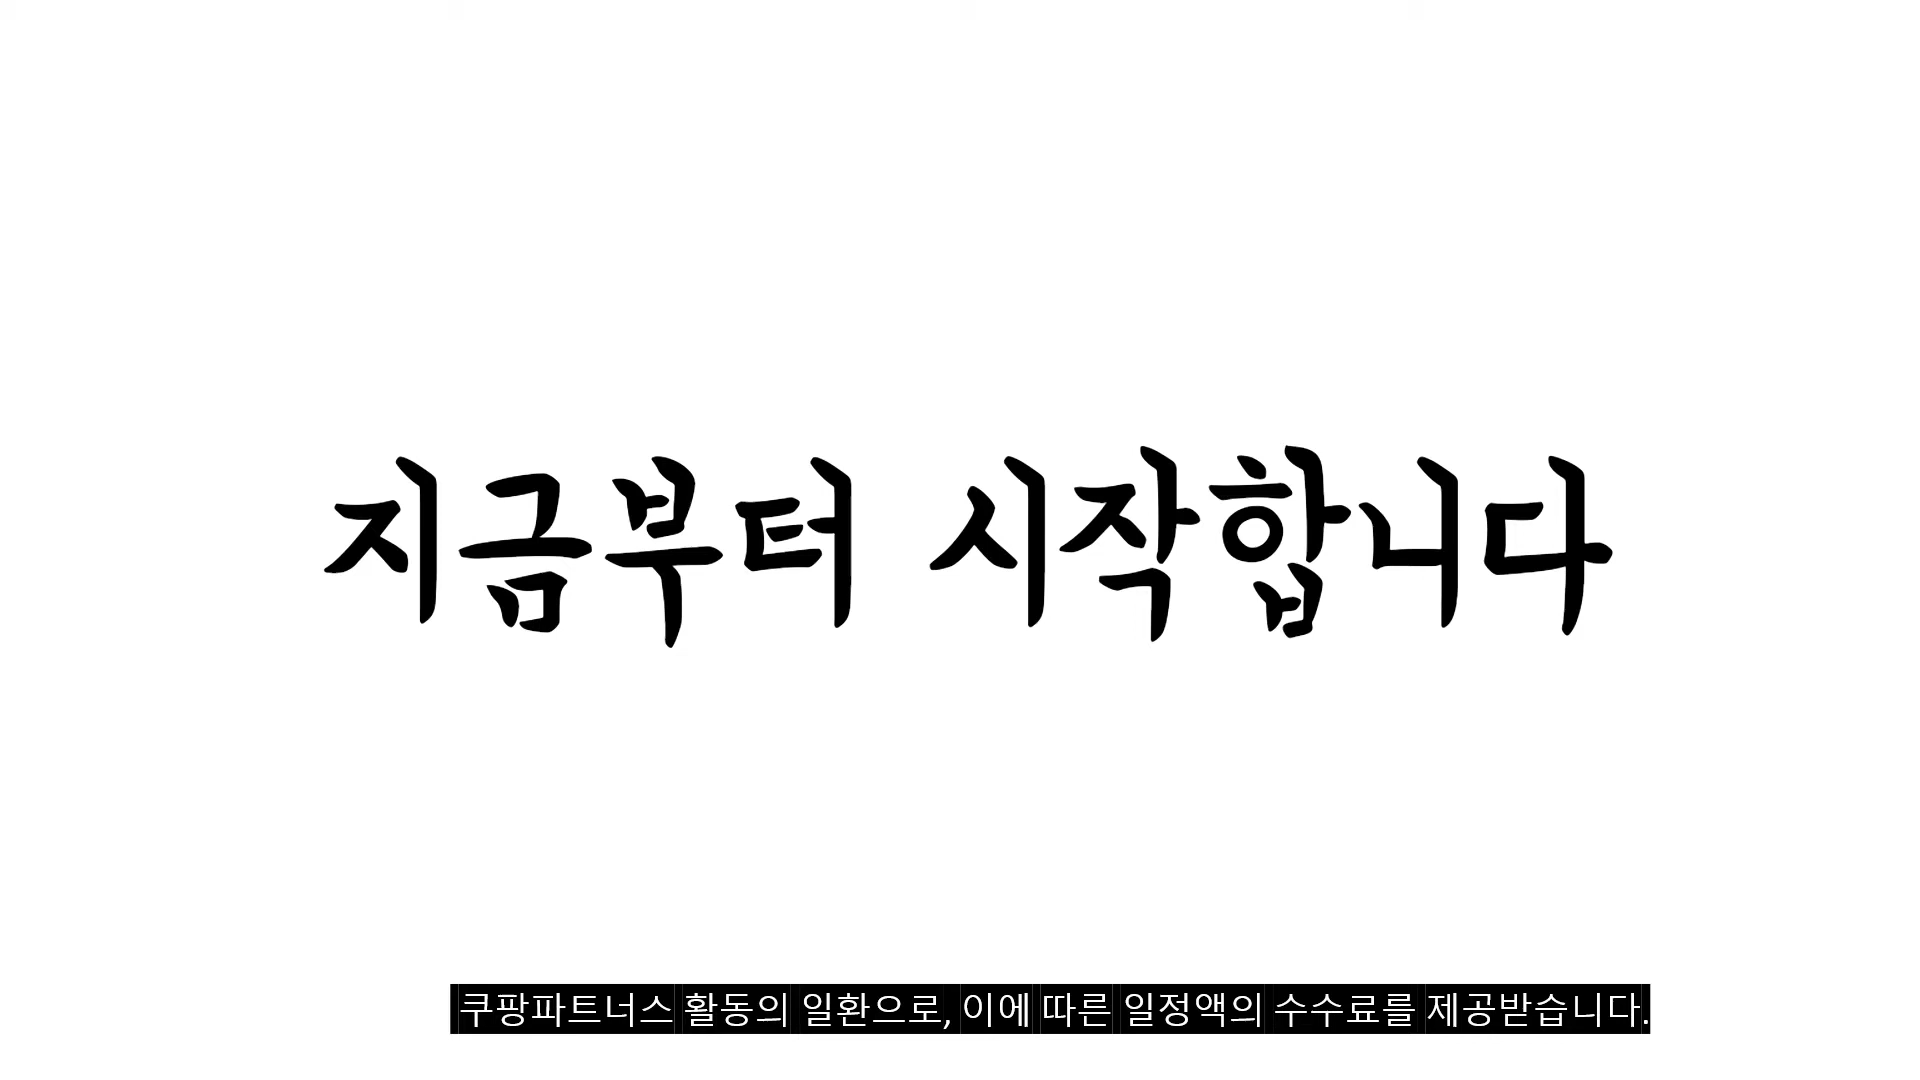 지금부터 시작합니다
쿠팡파트너스 활동의 일환으로, 이에 따른 일정액의 수수료를 제공받습니다.